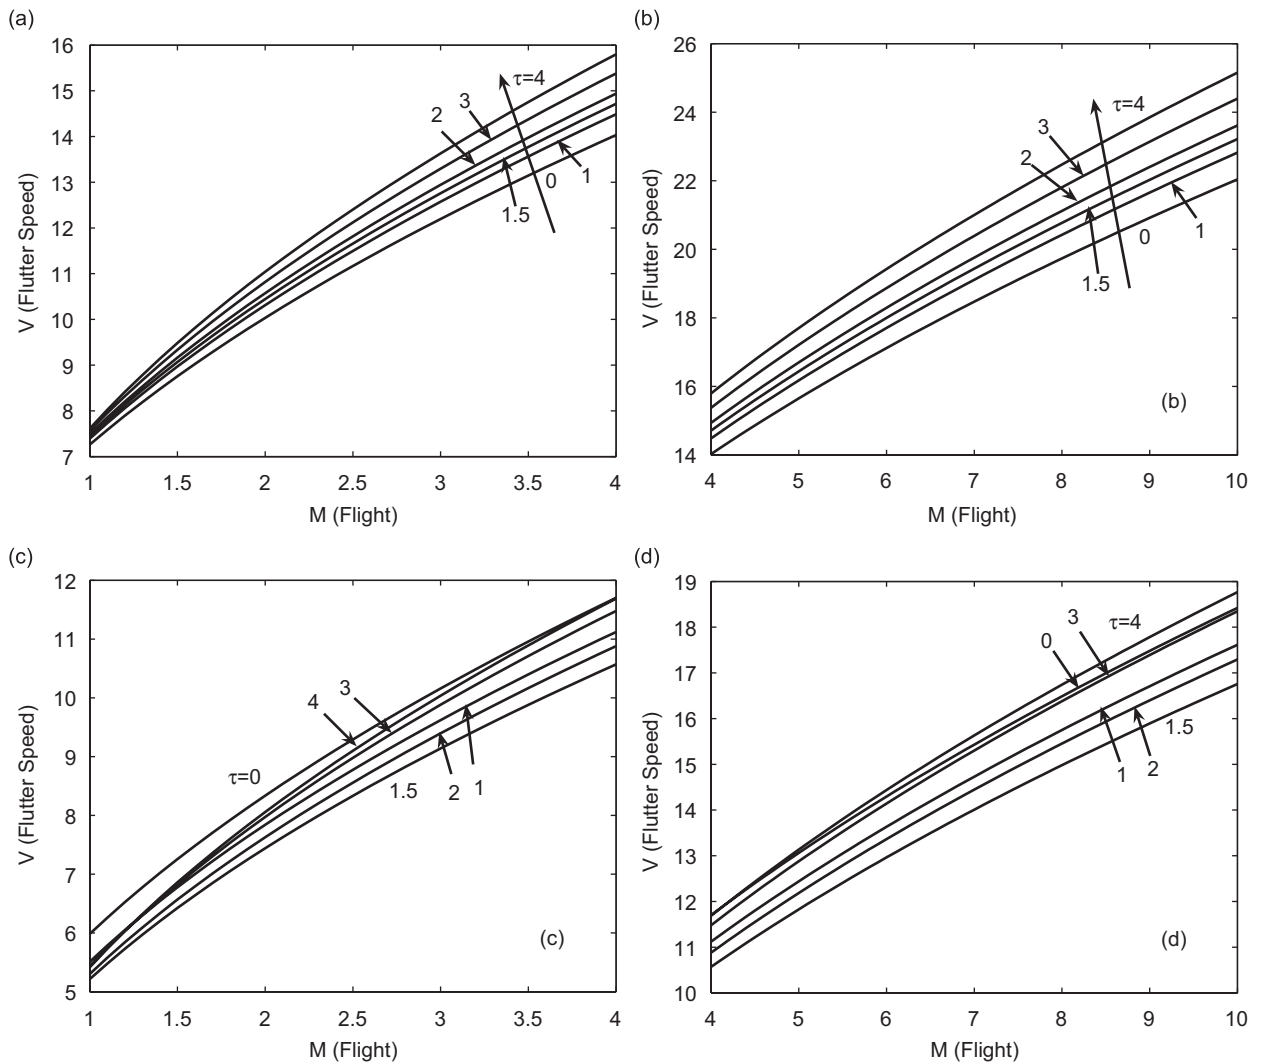 (a)
16
15
14
13
12
11
10
9
8
7
V (Flutter Speed)
τ=4
3
2
0
1
1.5
1 1.5 2 2.5 3 3.5 4
M (Flight)
(b)
26
24
22
20
18
16
14
V (Flutter Speed)
τ=4
3
2
0
1
1.5
(b)
4 5 6 7 8 9 10
M (Flight)
(c)
12
11
10
9
8
7
6
5
V (Flutter Speed)
3
4
τ=0
1.5
2
1
(c)
1 1.5 2 2.5 3 3.5 4
M (Flight)
(d)
19
18
17
16
15
14
13
12
11
10
V (Flutter Speed)
3
τ=4
0
1.5
1
2
(d)
4 5 6 7 8 9 10
M (Flight)